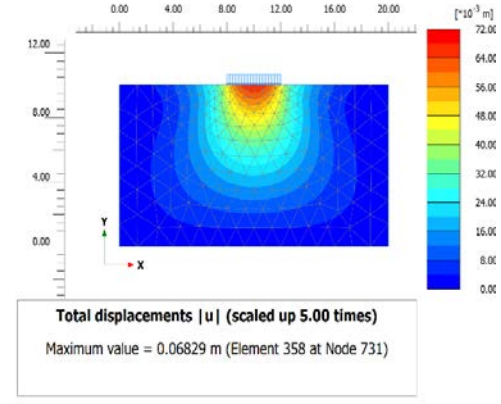 [*10⁻³ m]
0.00 4.00 8.00 12.00 16.00 20.00
72.00
12.00
64.00
56.00
8.00
48.00
40.00
4.00
32.00
24.00
Y
0.00
16.00
X
8.00
0.00
Total displacements |u| (scaled up 5.00 times)
Maximum value = 0.06829 m (Element 358 at Node 731)